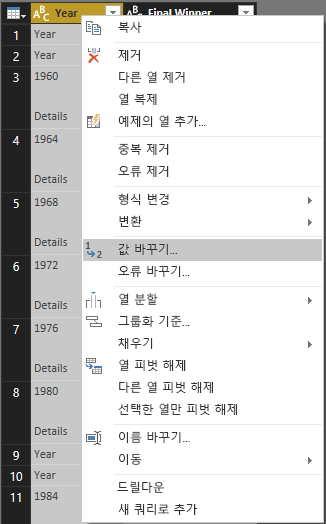 ABC Year Final Winner
1 Year
2 Year
3 1960
Details
4 1964
Details
5 1968
Details
6 1972
Details
7 1976
Details
8 1980
Details
9 Year
10 Year
11 1984
복사
제거
다른 열 제거
열 복제
예제의 열 추가...
중복 제거
오류 제거
형식 변경
변환
1 2 값 바꾸기...
오류 바꾸기...
열 분할
그룹화 기준...
채우기
열 피벗 해제
다른 열 피벗 해제
선택한 열만 피벗 해제
이름 바꾸기...
이동
드릴다운
새 쿼리로 추가